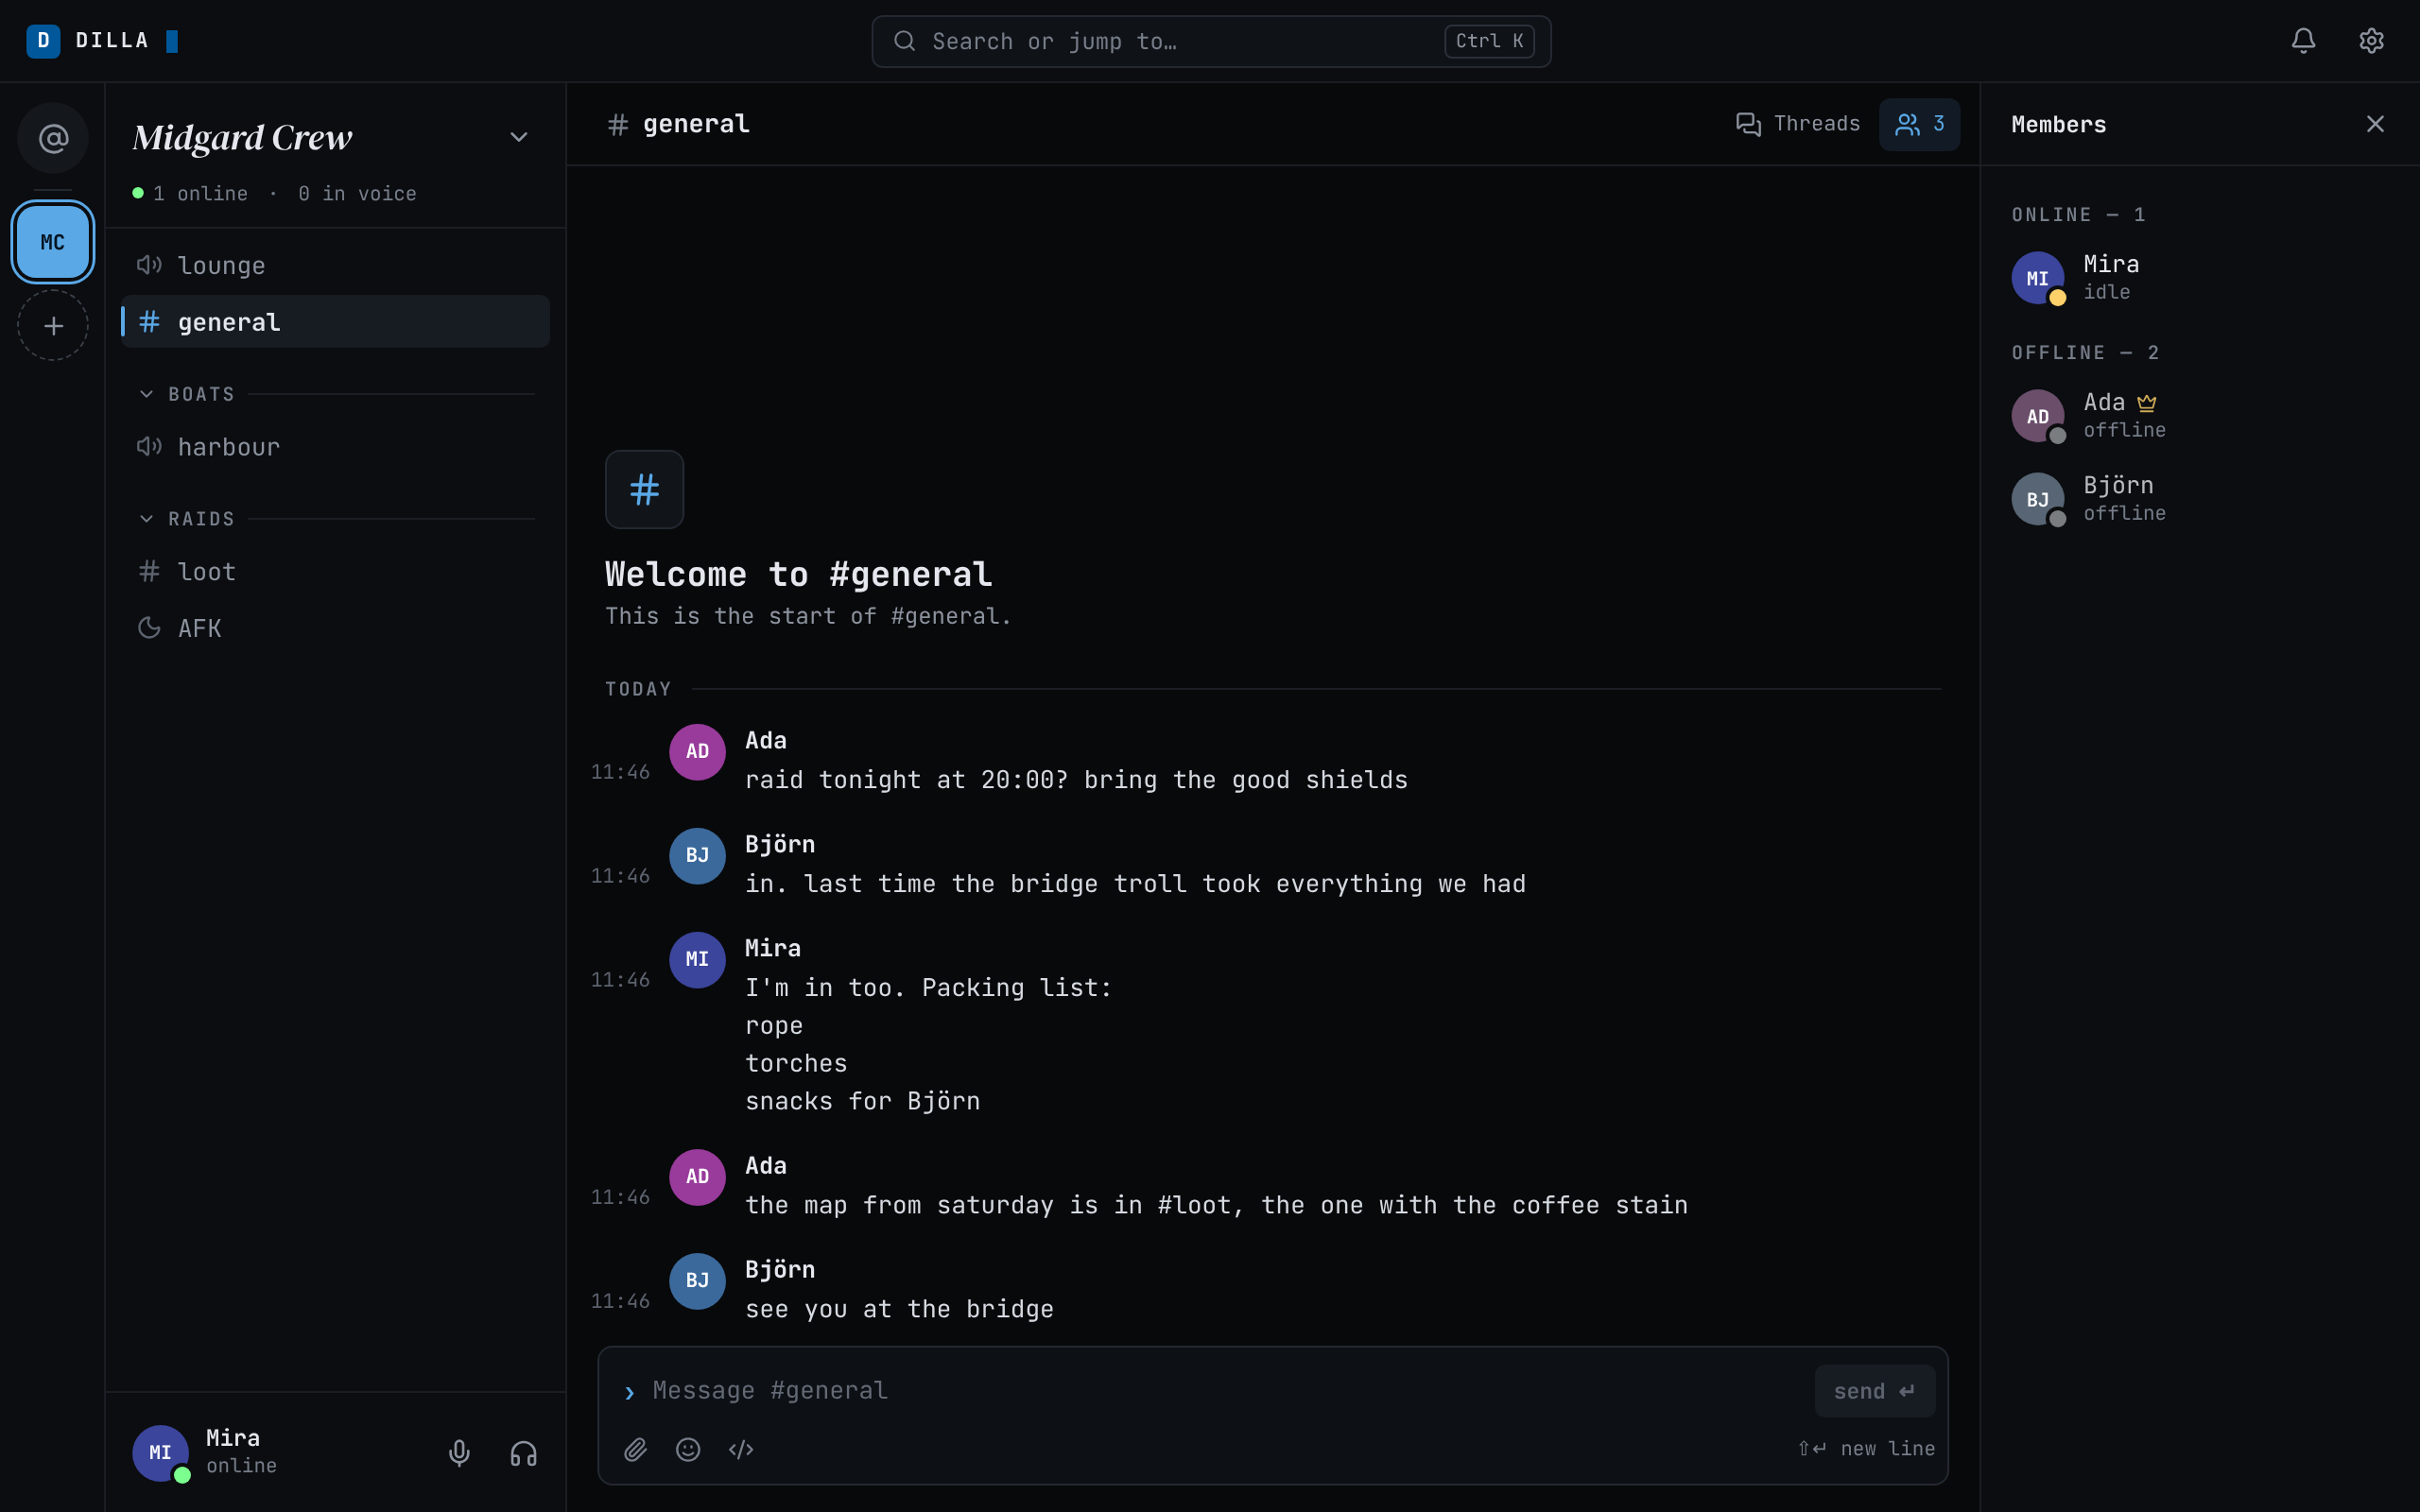 D DILLA
Search or jump to… Ctrl K
@
MC
Midgard Crew
1 online · 0 in voice
lounge
# general
BOATS
harbour
RAIDS
# loot
AFK
MI
Mira
online
# general
Threads
3
#
Welcome to #general
This is the start of #general.
TODAY
AD
Ada
11:46
raid tonight at 20:00? bring the good shields
BJ
Björn
11:46
in. last time the bridge troll took everything we had
MI
Mira
11:46
I'm in too. Packing list:
rope
torches
snacks for Björn
AD
Ada
11:46
the map from saturday is in #loot, the one with the coffee stain
BJ
Björn
11:46
see you at the bridge
› Message #general
send ↵
⇧↵ new line
Members
ONLINE — 1
MI
Mira
idle
OFFLINE — 2
AD
Ada
offline
BJ
Björn
offline